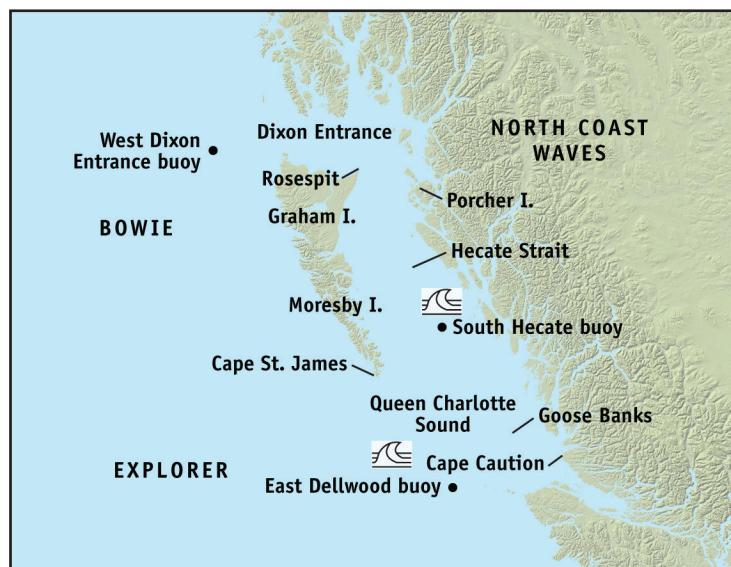 NORTH COAST
WAVES
Dixon Entrance
West Dixon
Entrance buoy
Rosespit
Porcher I.
Graham I.
BOWIE
Hecate Strait
Moresby I.
South Hecate buoy
Cape St. James
Queen Charlotte
Sound
Goose Banks
Cape Caution
EXPLORER
East Dellwood buoy